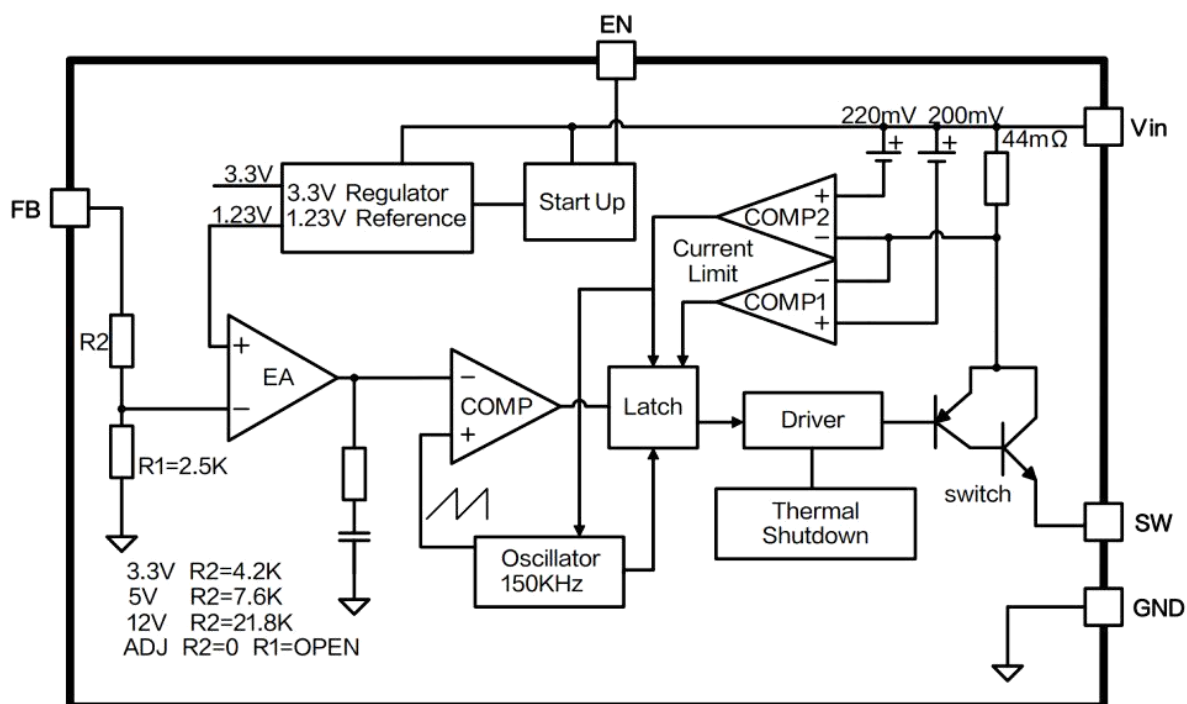 EN
220mV 200mV
44mΩ
Vin
3.3V
3.3V Regulator
1.23V Reference
1.23V
Start Up
FB
+
+
+
COMP2
−
Current
Limit
−
COMP1
+
R2
+
EA
−
−
COMP
+
Latch
Driver
R1=2.5K
switch
Thermal
Shutdown
SW
Oscillator
150KHz
3.3V R2=4.2K
5V R2=7.6K
12V R2=21.8K
ADJ R2=0 R1=OPEN
GND